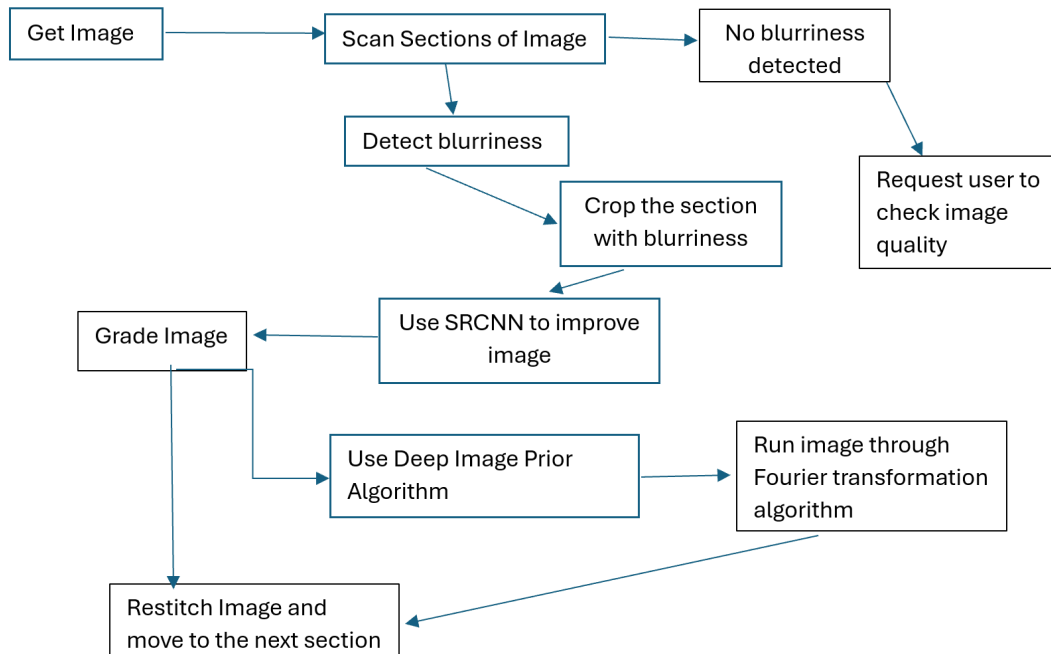 Get Image
Scan Sections of Image
No blurriness
detected
Detect blurriness
Request user to
check image
quality
Crop the section
with blurriness
Use SRCNN to improve
image
Grade Image
Use Deep Image Prior
Algorithm
Run image through
Fourier transformation
algorithm
Restitch Image and
move to the next section